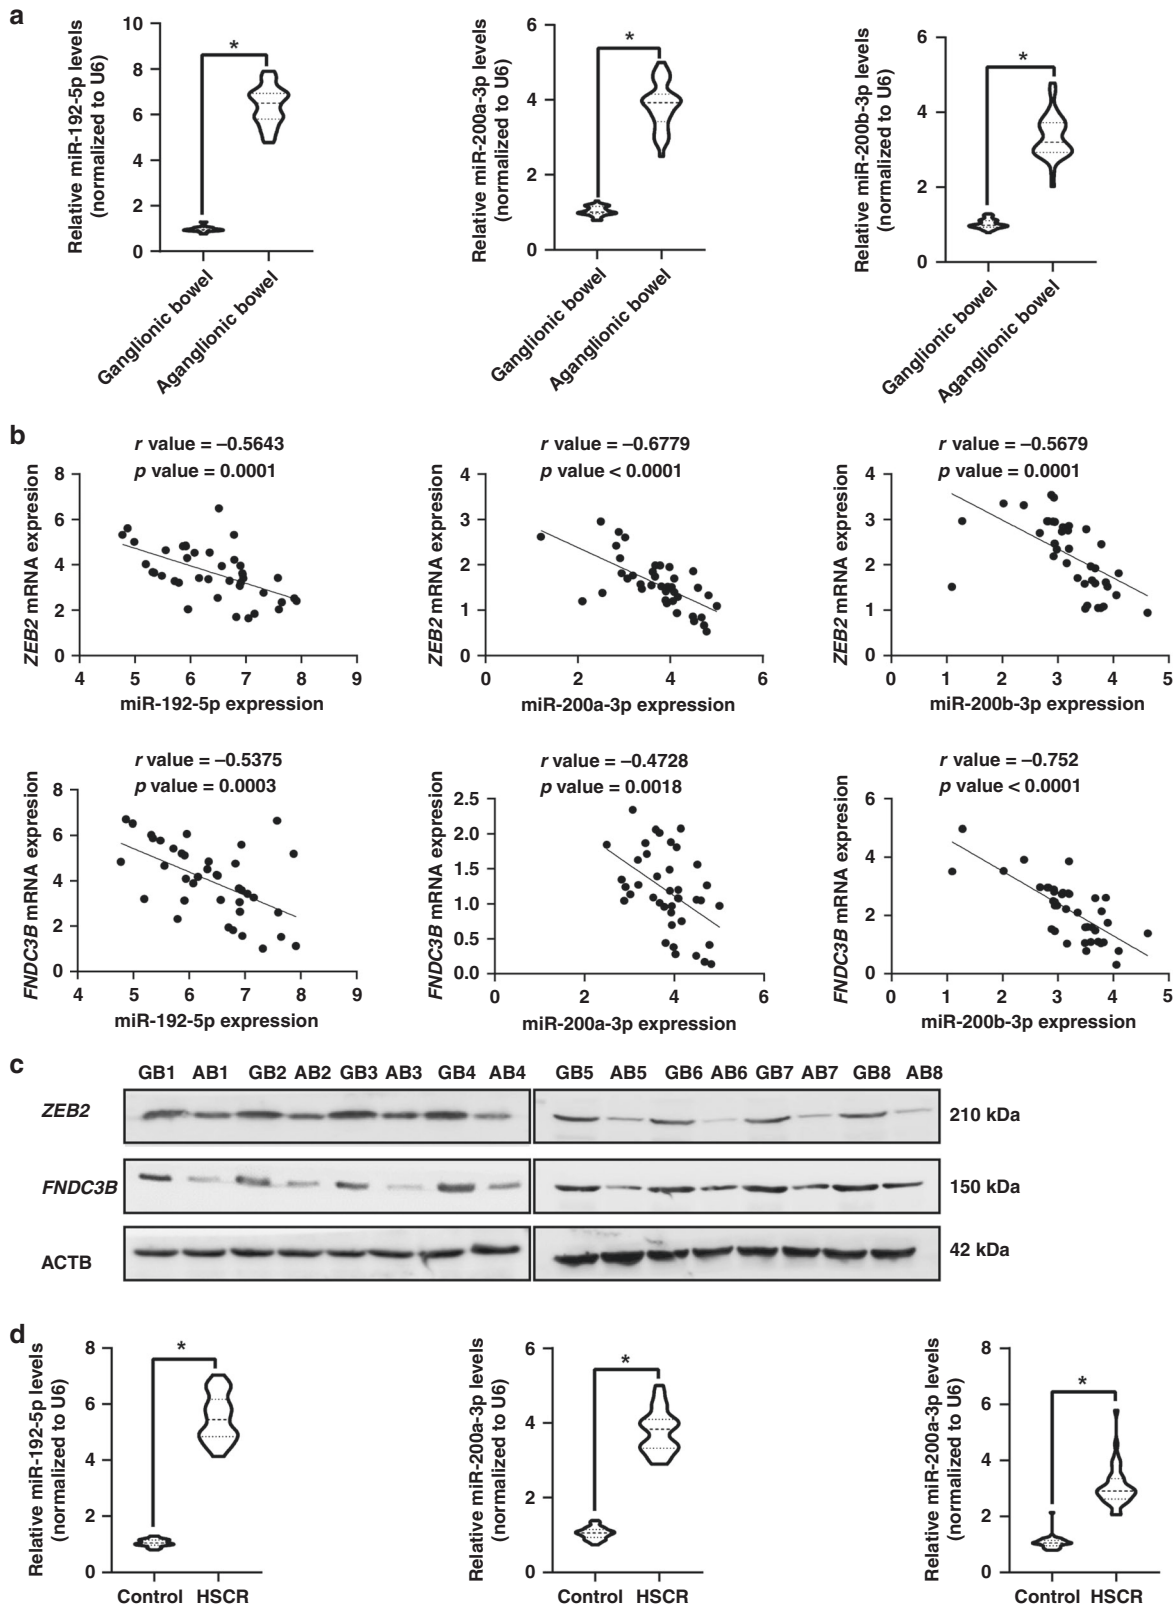 a
Relative miR-192-5p levels
(normalized to U6)
10
8
6
4
2
0
*
Ganglionic bowel
Aganglionic bowel
Relative miR-200a-3p levels
(normalized to U6)
6
4
2
0
*
Ganglionic bowel
Aganglionic bowel
Relative miR-200b-3p levels
(normalized to U6)
6
4
2
0
*
Ganglionic bowel
Aganglionic bowel
b
r value = –0.5643
p value = 0.0001
ZEB2 mRNA expresion
8
6
4
2
0
4 5 6 7 8 9
miR-192-5p expression
r value = –0.6779
p value < 0.0001
ZEB2 mRNA expresion
4
3
2
1
0
0 2 4 6
miR-200a-3p expression
r value = –0.5679
p value = 0.0001
ZEB2 mRNA expresion
4
3
2
1
0
0 1 2 3 4 5
miR-200b-3p expression
r value = –0.5375
p value = 0.0003
FNDC3B mRNA expresion
8
6
4
2
0
4 5 6 7 8 9
miR-192-5p expression
r value = –0.4728
p value = 0.0018
FNDC3B mRNA expresion
2.5
2.0
1.5
1.0
0.5
0.0
0 2 4 6
miR-200a-3p expression
r value = –0.752
p value < 0.0001
FNDC3B mRNA expresion
6
4
2
0
0 1 2 3 4 5
miR-200b-3p expression
c
GB1 AB1 GB2 AB2 GB3 AB3 GB4 AB4 GB5 AB5 GB6 AB6 GB7 AB7 GB8 AB8
ZEB2 210 kDa
FNDC3B 150 kDa
ACTB 42 kDa
d
Relative miR-192-5p levels
(normalized to U6)
8
6
4
2
0
*
Control HSCR
Relative miR-200a-3p levels
(normalized to U6)
6
4
2
0
*
Control HSCR
Relative miR-200a-3p levels
(normalized to U6)
8
6
4
2
0
*
Control HSCR